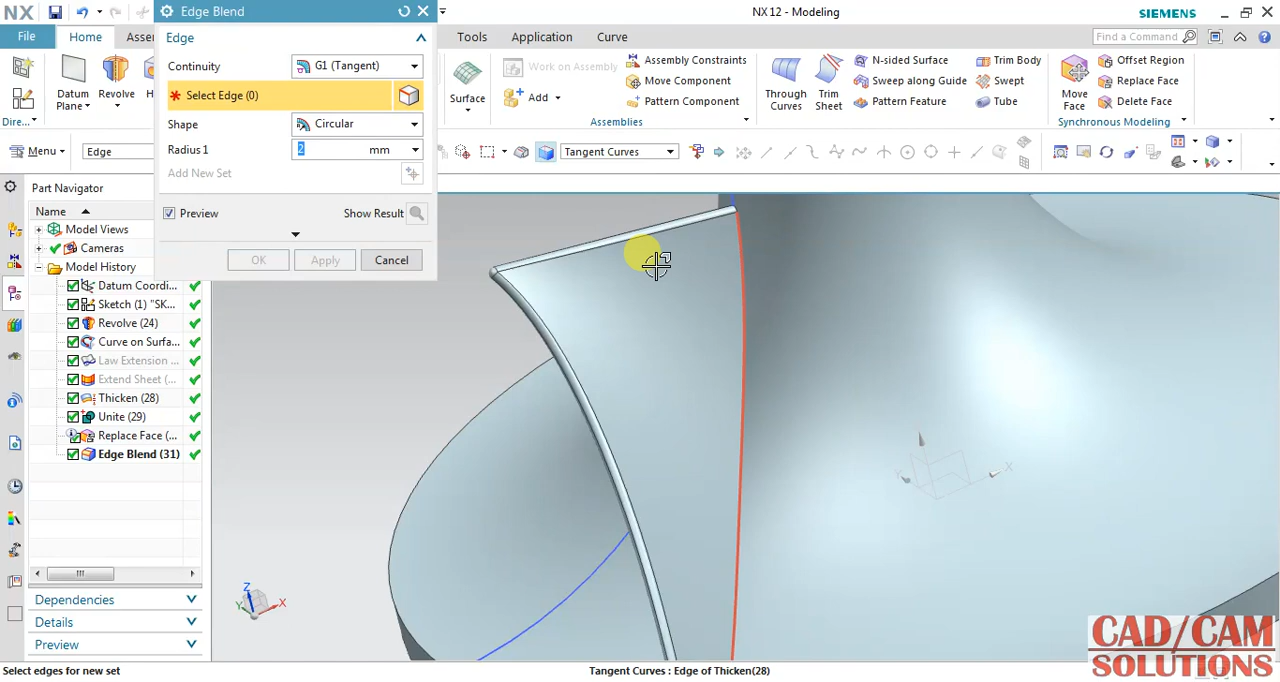 NX
Edge Blend
NX 12 - Modeling
SIEMENS
File
Home
Tools
Application
Curve
Find a Command
Datum
Plane
Revolve
Surface
Work on Assembly
Add
Assembly Constraints
Move Component
Pattern Component
Through
Curves
Trim
Sheet
N-sided Surface
Sweep along Guide
Pattern Feature
Trim Body
Swept
Tube
Move
Face
Offset Region
Replace Face
Delete Face
Dire...
Assemblies
Synchronous Modeling
Edge
Continuity
G1 (Tangent)
* Select Edge (0)
Shape
Circular
Radius 1
2
mm
Add New Set
Preview
Show Result
OK
Apply
Cancel
Menu
Edge
Tangent Curves
Part Navigator
Name
Model Views
Cameras
Model History
Datum Coordi...
Sketch (1) "SK...
Revolve (24)
Curve on Surfa...
Law Extension ...
Extend Sheet (...
Thicken (28)
Unite (29)
Replace Face (...
Edge Blend (31)
Dependencies
Details
Preview
Z
Y
X
X
Select edges for new set
Tangent Curves : Edge of Thicken(28)
CAD/CAM
SOLUTIONS